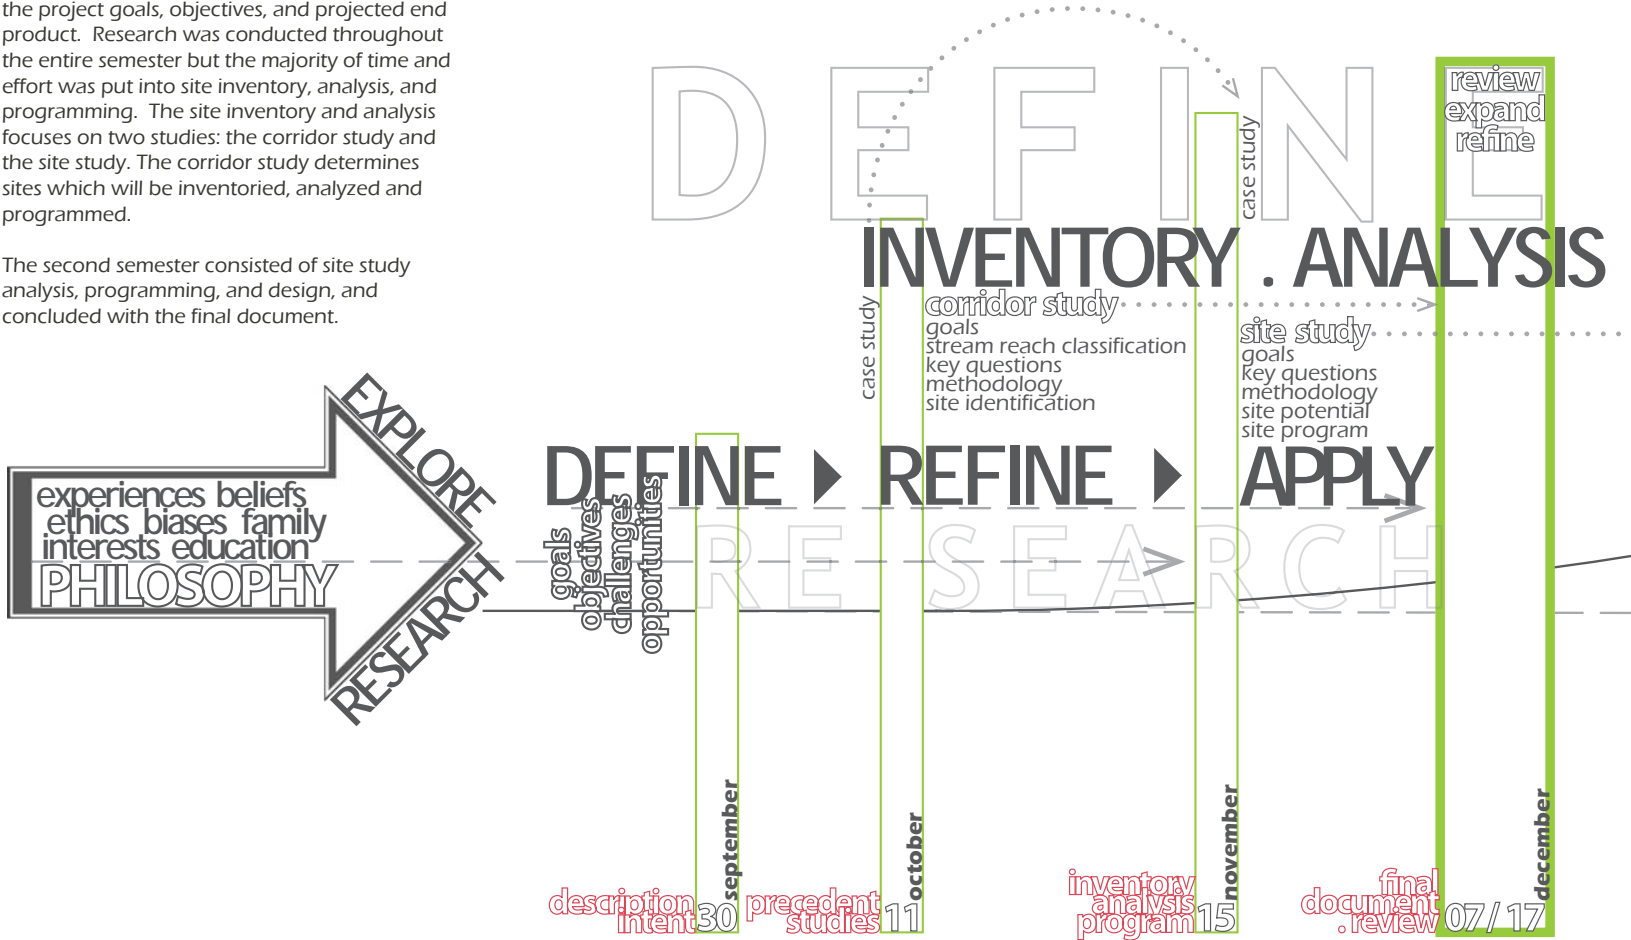 the project goals, objectives, and projected end
product. Research was conducted throughout
the entire semester but the majority of time and
effort was put into site inventory, analysis, and
programming. The site inventory and analysis
focuses on two studies: the corridor study and
the site study. The corridor study determines
sites which will be inventoried, analyzed and
programmed.
The second semester consisted of site study
analysis, programming, and design, and
concluded with the final document.
DEFINE
review
expand
refine
case study
INVENTORY . ANALYSIS
case study
corridor study
goals
stream reach classification
key questions
methodology
site identification
site study
goals
key questions
methodology
site potential
site program
EXPLORE
experiences beliefs
ethics biases family
interests education
PHILOSOPHY
RESEARCH
DEFINE
REFINE
APPLY
goals
objectives
challenges
opportunities
RESEARCH
september
october
november
december
description
intent
30
precedent
studies
11
inventory
analysis
program
15
final
document
. review
07/17